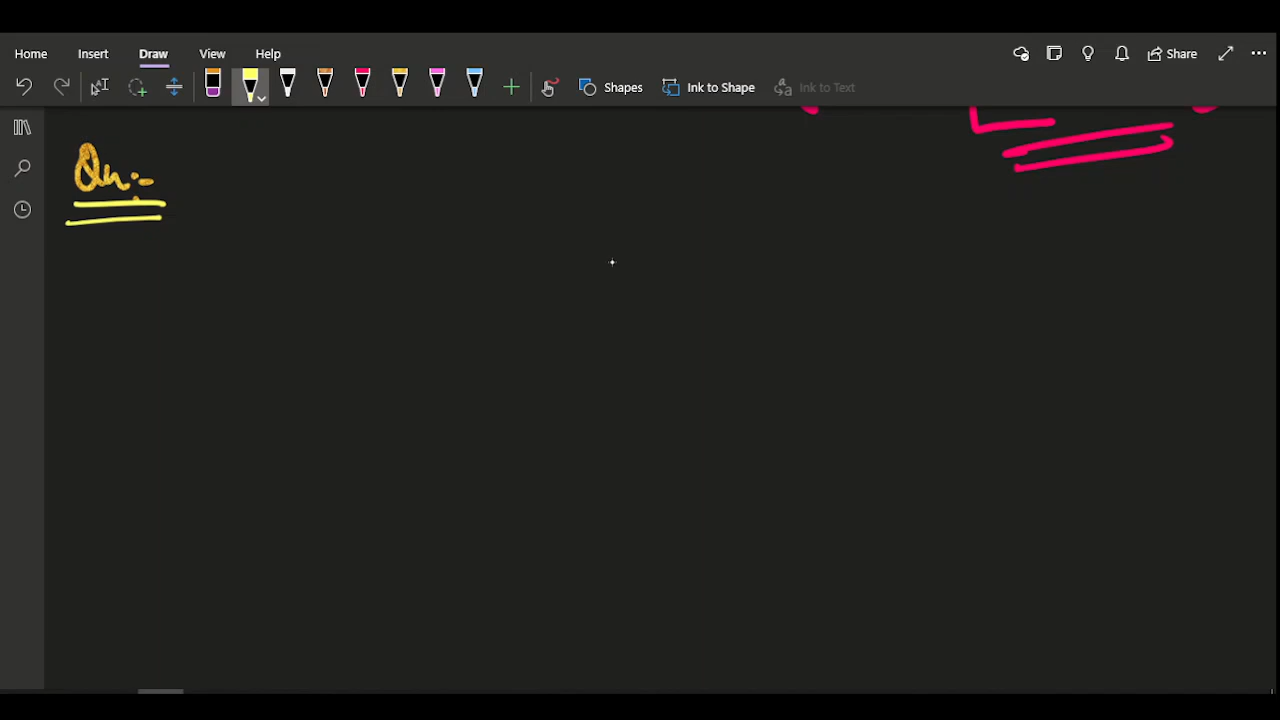 Home Insert Draw View Help Share
Shapes Ink to Shape Ink to Text
Qn:-